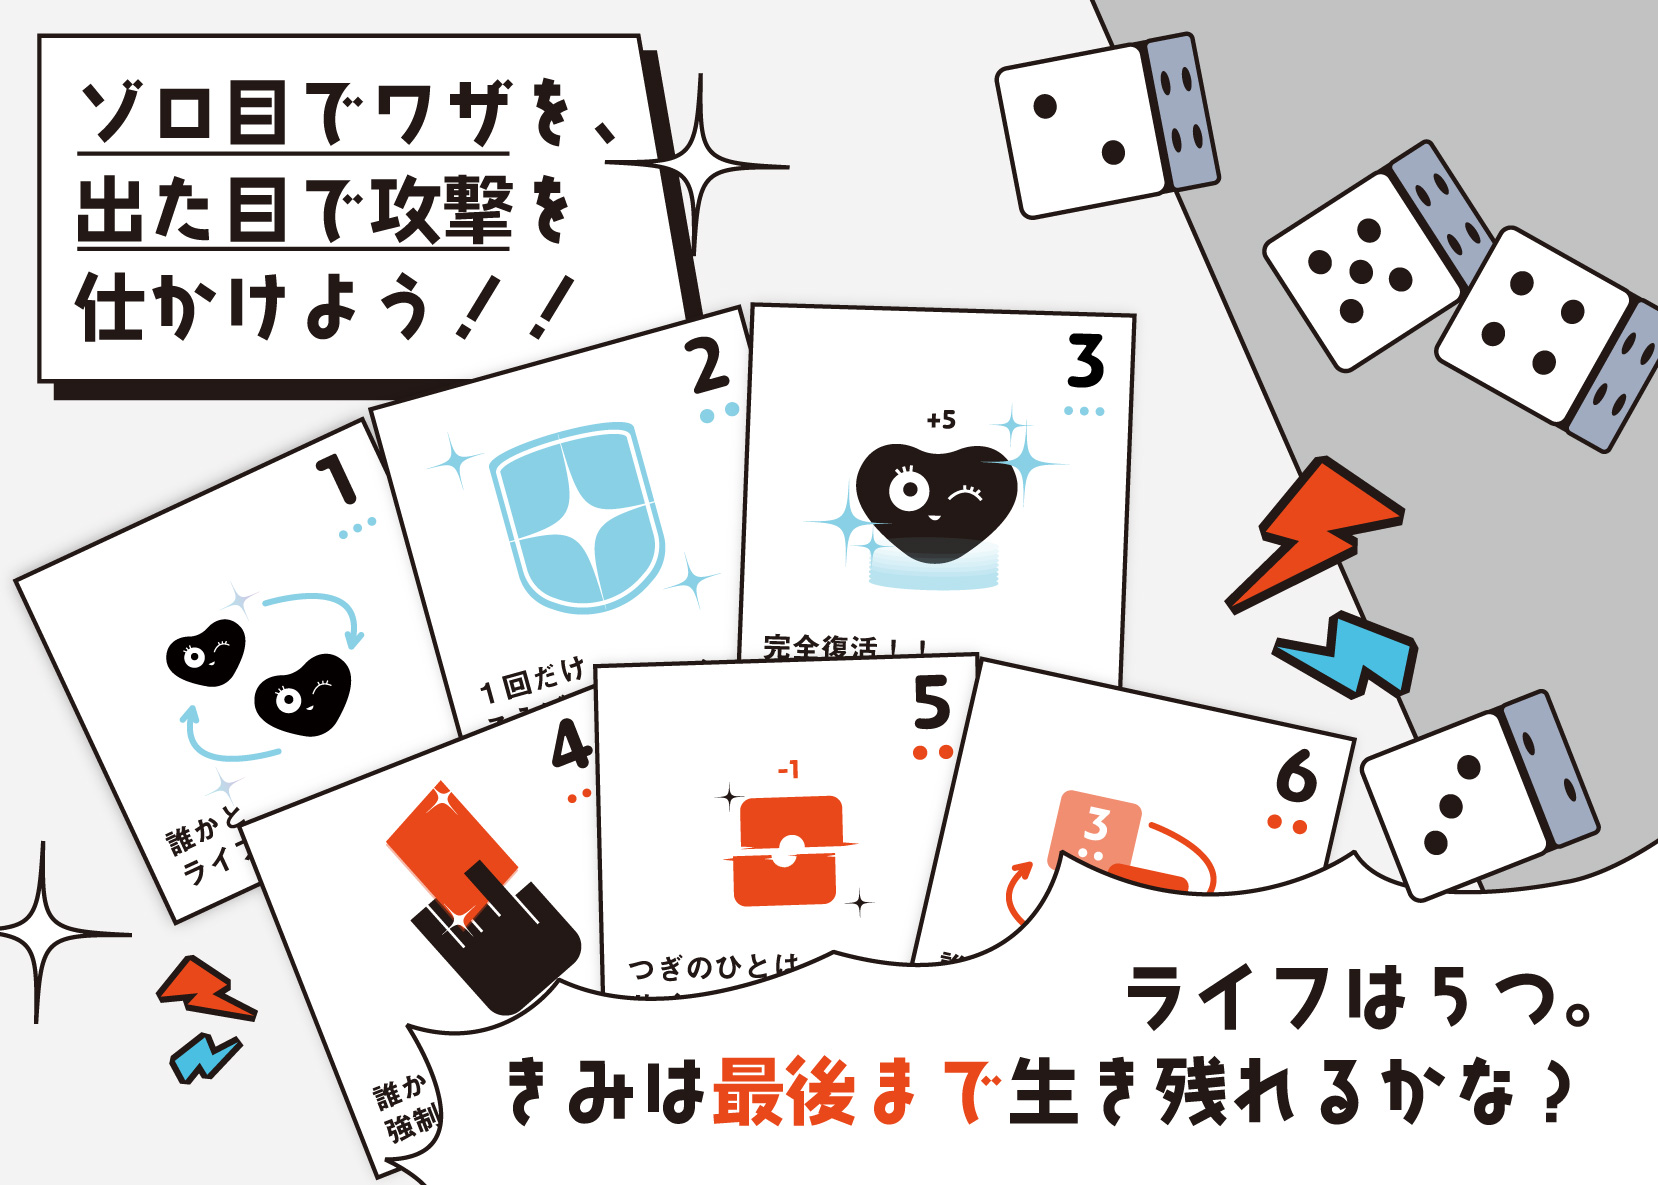 ゾロ目でワザを、
出た目で攻撃を
仕かけよう！！
1
誰かと
ライフ
2
1回だけ
3
+5
完全復活！！
4
誰か
強制
5
-1
つぎのひとは
6
3
ライフは5つ。
きみは最後まで生き残れるかな？